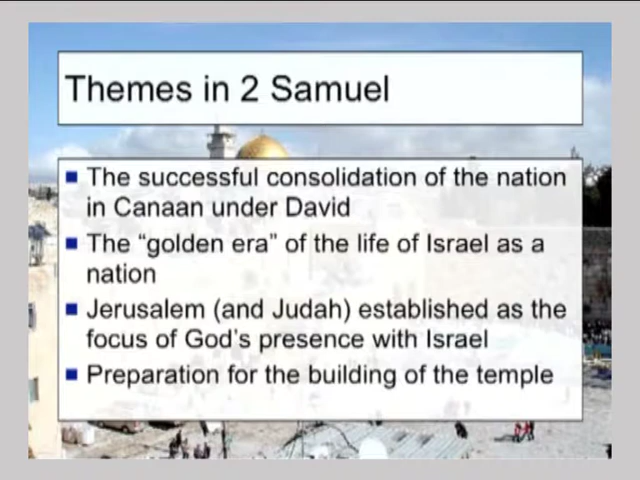 Themes in 2 Samuel
The successful consolidation of the nation
in Canaan under David
The “golden era” of the life of Israel as a
nation
Jerusalem (and Judah) established as the
focus of God’s presence with Israel
Preparation for the building of the temple